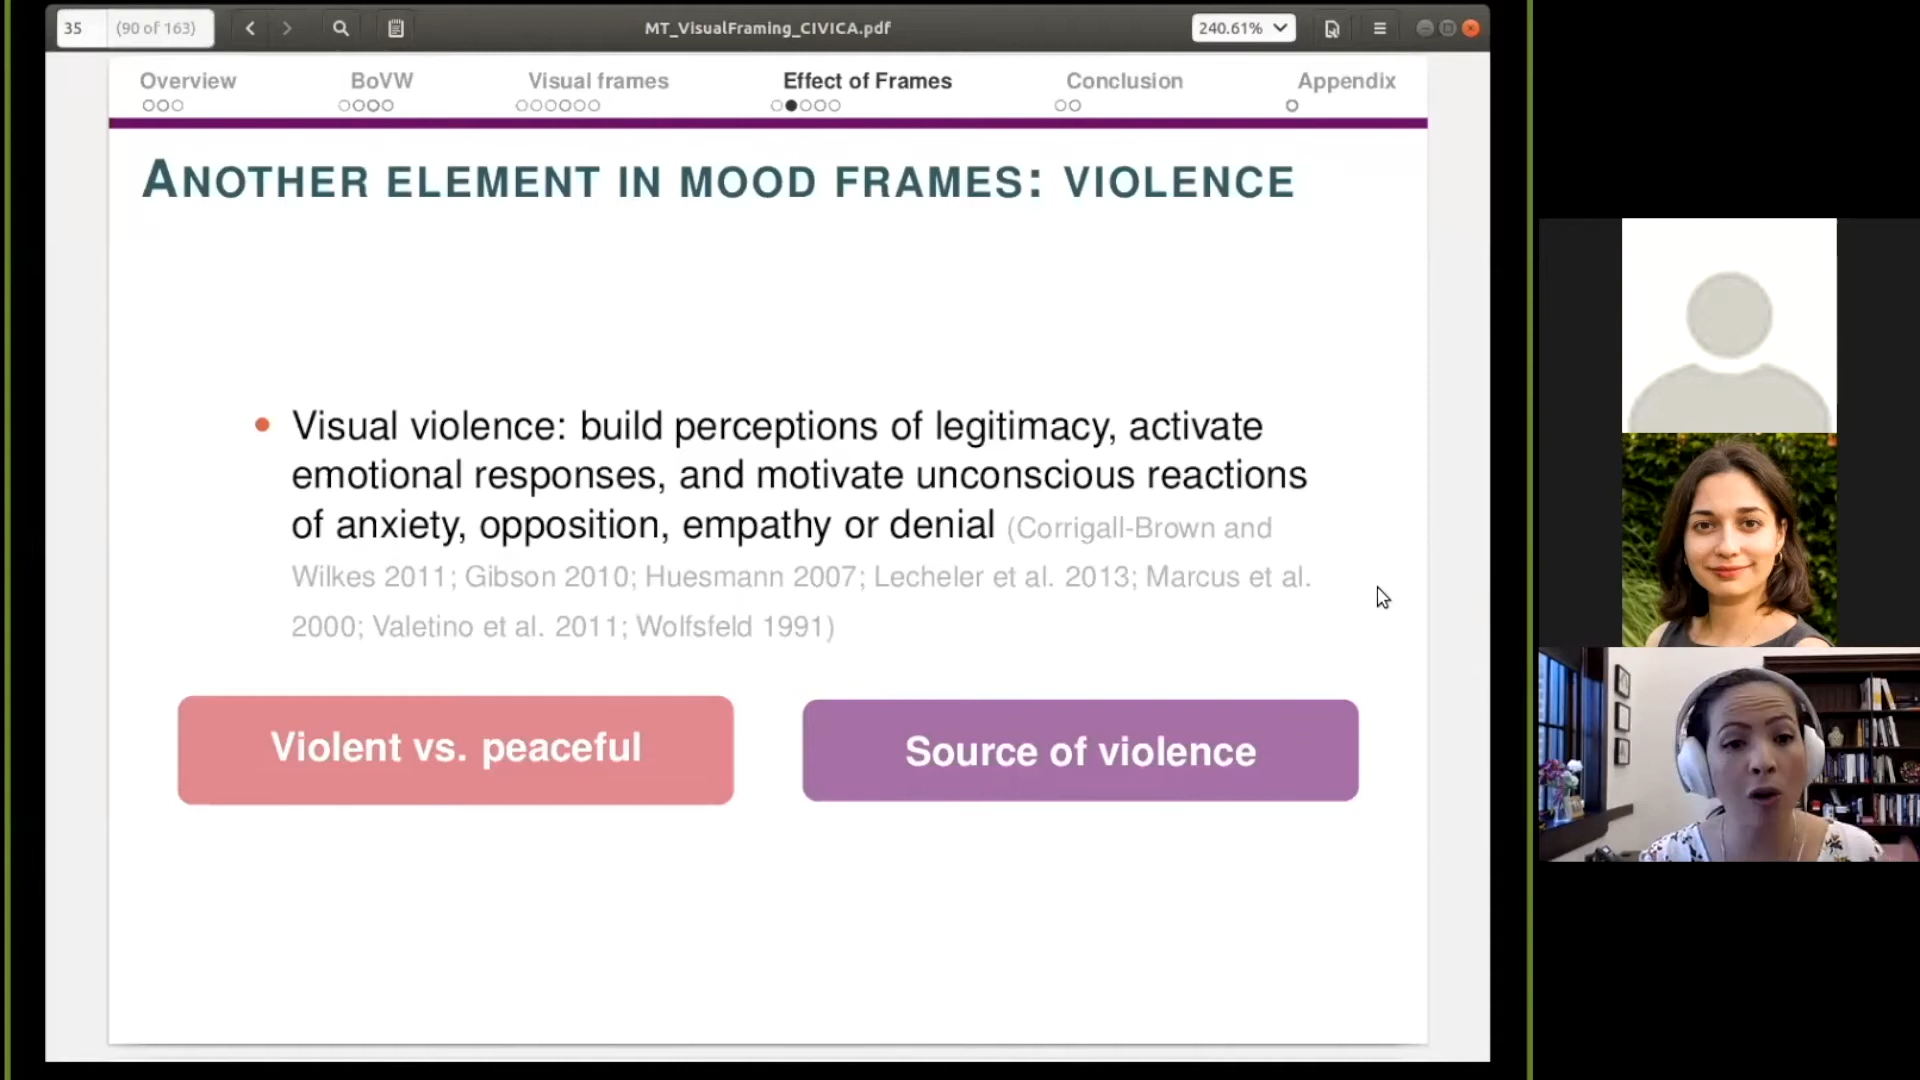 35 (90 of 163) MT_VisualFraming_CIVICA.pdf 240.61%
Overview BoVW Visual frames Effect of Frames Conclusion Appendix
ANOTHER ELEMENT IN MOOD FRAMES: VIOLENCE
• Visual violence: build perceptions of legitimacy, activate
emotional responses, and motivate unconscious reactions
of anxiety, opposition, empathy or denial (Corrigall-Brown and
Wilkes 2011; Gibson 2010; Huesmann 2007; Lecheler et al. 2013; Marcus et al.
2000; Valetino et al. 2011; Wolfsfeld 1991)
Violent vs. peaceful
Source of violence